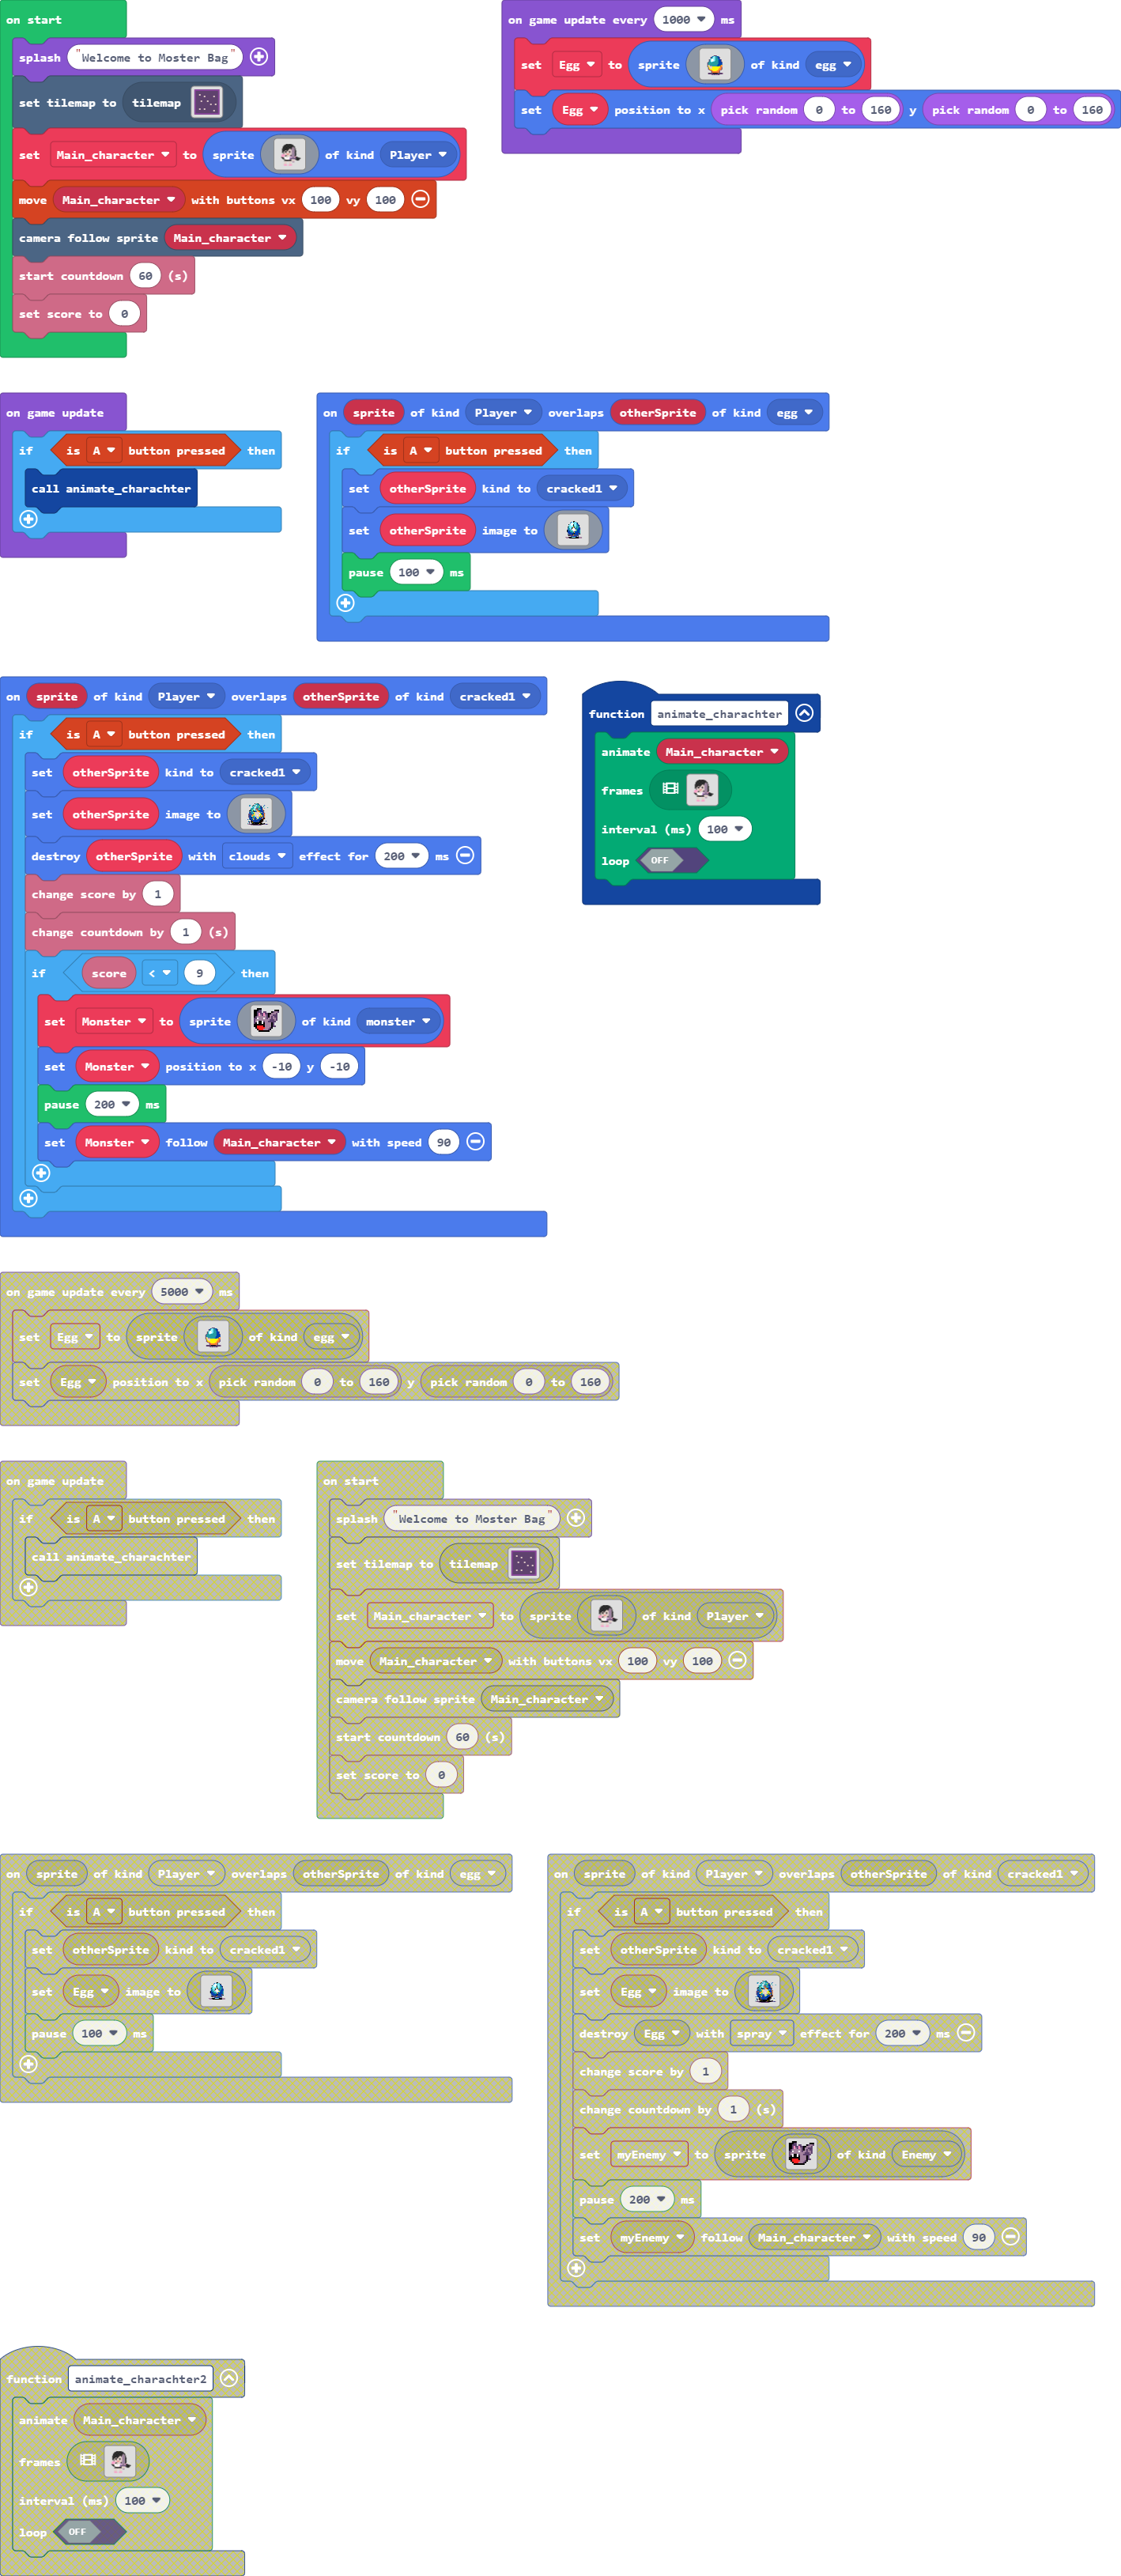 on start
splash "Welcome to Moster Bag"
set tilemap to tilemap
set Main_character to sprite of kind Player
move Main_character with buttons vx 100 vy 100
camera follow sprite Main_character
start countdown 60 (s)
set score to 0
on game update every 1000 ms
set Egg to sprite of kind egg
set Egg position to x pick random 0 to 160 y pick random 0 to 160
on game update
if is A button pressed then
call animate_charachter
on sprite of kind Player overlaps otherSprite of kind egg
if is A button pressed then
set otherSprite kind to cracked1
set otherSprite image to
pause 100 ms
on sprite of kind Player overlaps otherSprite of kind cracked1
if is A button pressed then
set otherSprite kind to cracked1
set otherSprite image to
destroy otherSprite with clouds effect for 200 ms
change score by 1
change countdown by 1 (s)
if score < 9 then
set Monster to sprite of kind monster
set Monster position to x -10 y -10
pause 200 ms
set Monster follow Main_character with speed 90
function animate_charachter
animate Main_character
frames
interval (ms) 100
loop OFF
on game update every 5000 ms
set Egg to sprite of kind egg
set Egg position to x pick random 0 to 160 y pick random 0 to 160
on game update
if is A button pressed then
call animate_charachter
on start
splash "Welcome to Moster Bag"
set tilemap to tilemap
set Main_character to sprite of kind Player
move Main_character with buttons vx 100 vy 100
camera follow sprite Main_character
start countdown 60 (s)
set score to 0
on sprite of kind Player overlaps otherSprite of kind egg
if is A button pressed then
set otherSprite kind to cracked1
set Egg image to
pause 100 ms
on sprite of kind Player overlaps otherSprite of kind cracked1
if is A button pressed then
set otherSprite kind to cracked1
set Egg image to
destroy Egg with spray effect for 200 ms
change score by 1
change countdown by 1 (s)
set myEnemy to sprite of kind Enemy
pause 200 ms
set myEnemy follow Main_character with speed 90
function animate_charachter2
animate Main_character
frames
interval (ms) 100
loop OFF